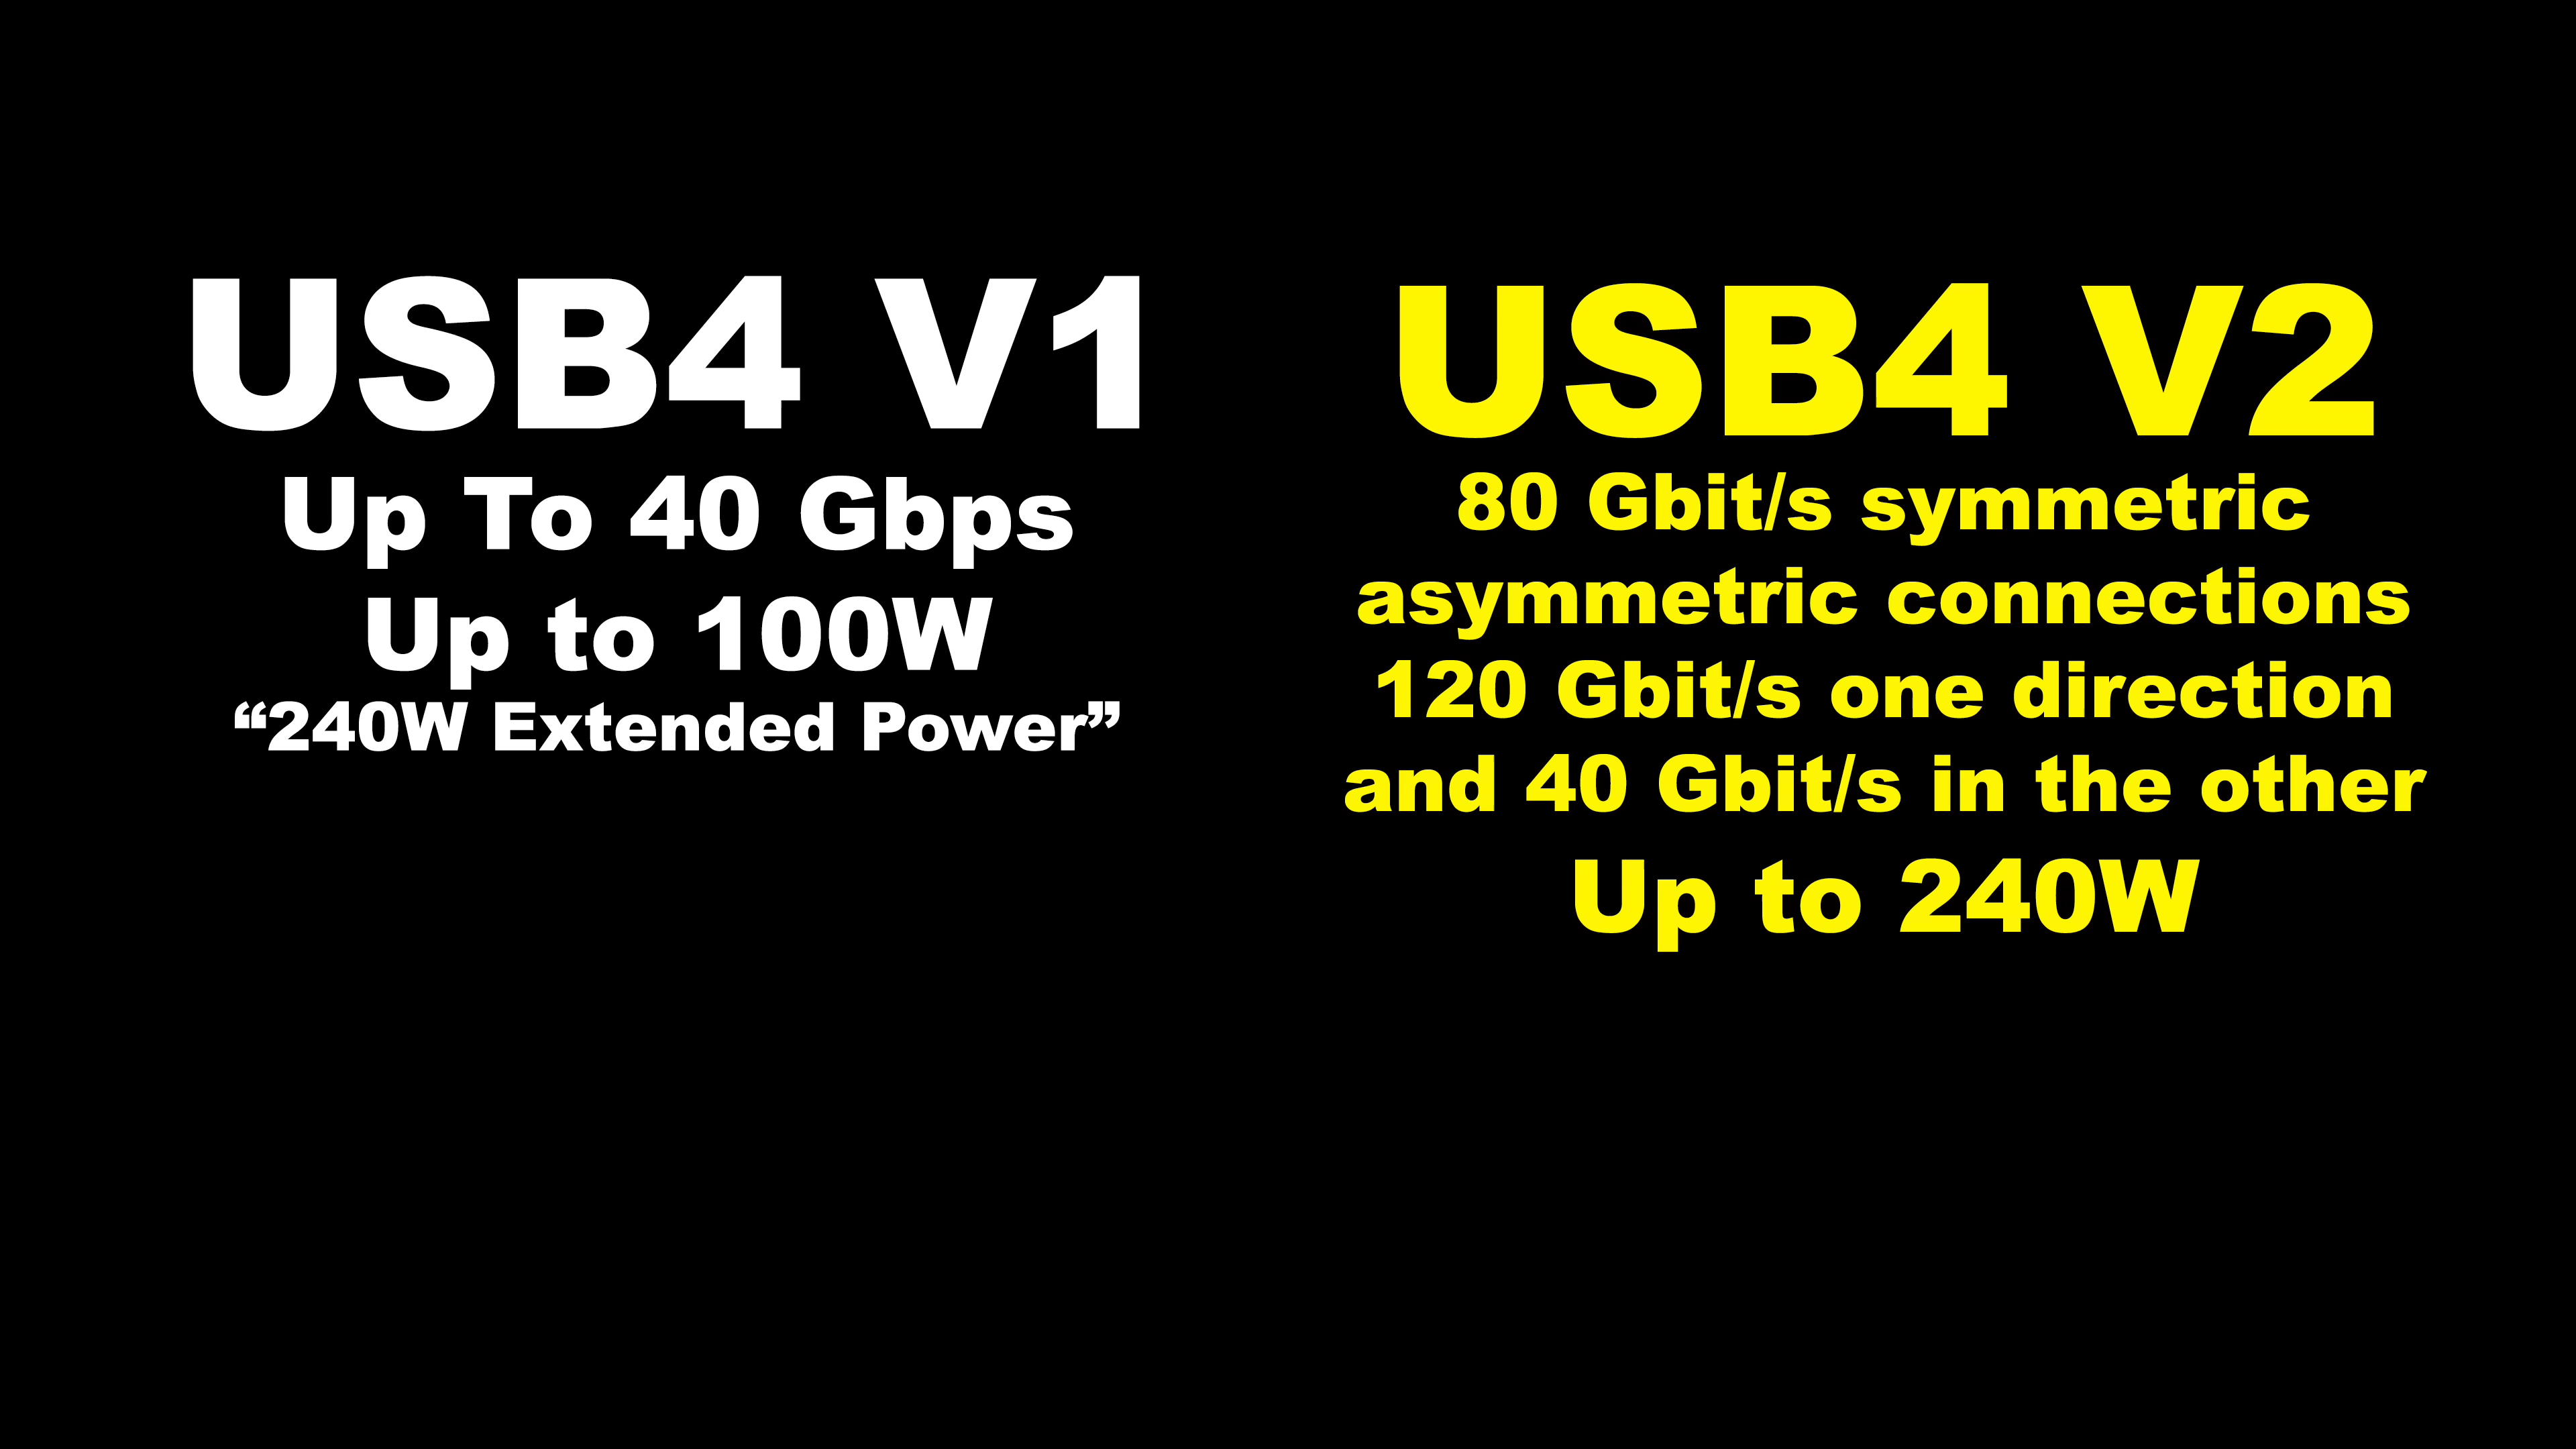 USB4 V1
Up To 40 Gbps
Up to 100W
“240W Extended Power”
USB4 V2
80 Gbit/s symmetric
asymmetric connections
120 Gbit/s one direction
and 40 Gbit/s in the other
Up to 240W